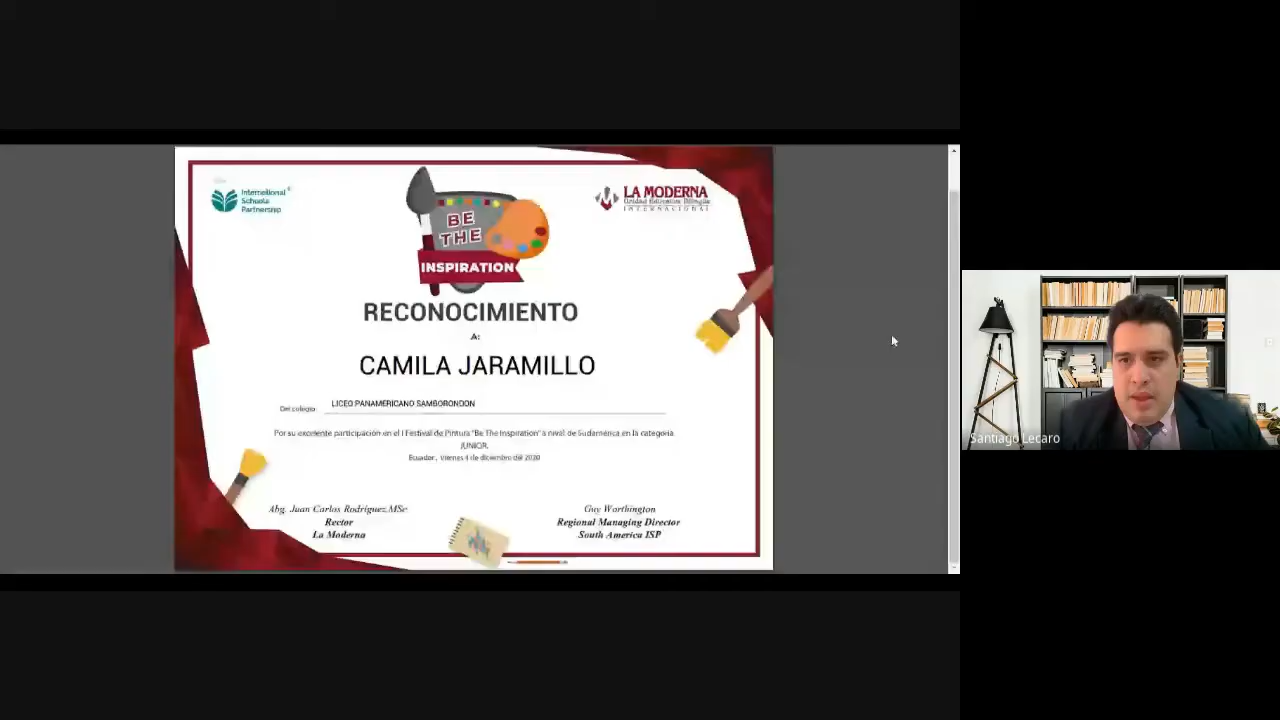 International
Schools
Partnership
BE
THE
INSPIRATION
LA MODERNA
Unidad Educativa Bilingüe
INTERNACIONAL
RECONOCIMIENTO
A:
CAMILA JARAMILLO
Del colegio LICEO PANAMERICANO SAMBORONDON
Por su excelente participación en el I Festival de Pintura "Be The Inspiration" a nivel de Sudamérica en la categoría
JUNIOR.
Ecuador, Viernes 4 de diciembre del 2020
Abg. Juan Carlos Rodríguez,MSc
Rector
La Moderna
Guy Worthington
Regional Managing Director
South America ISP
Santiago Lecaro